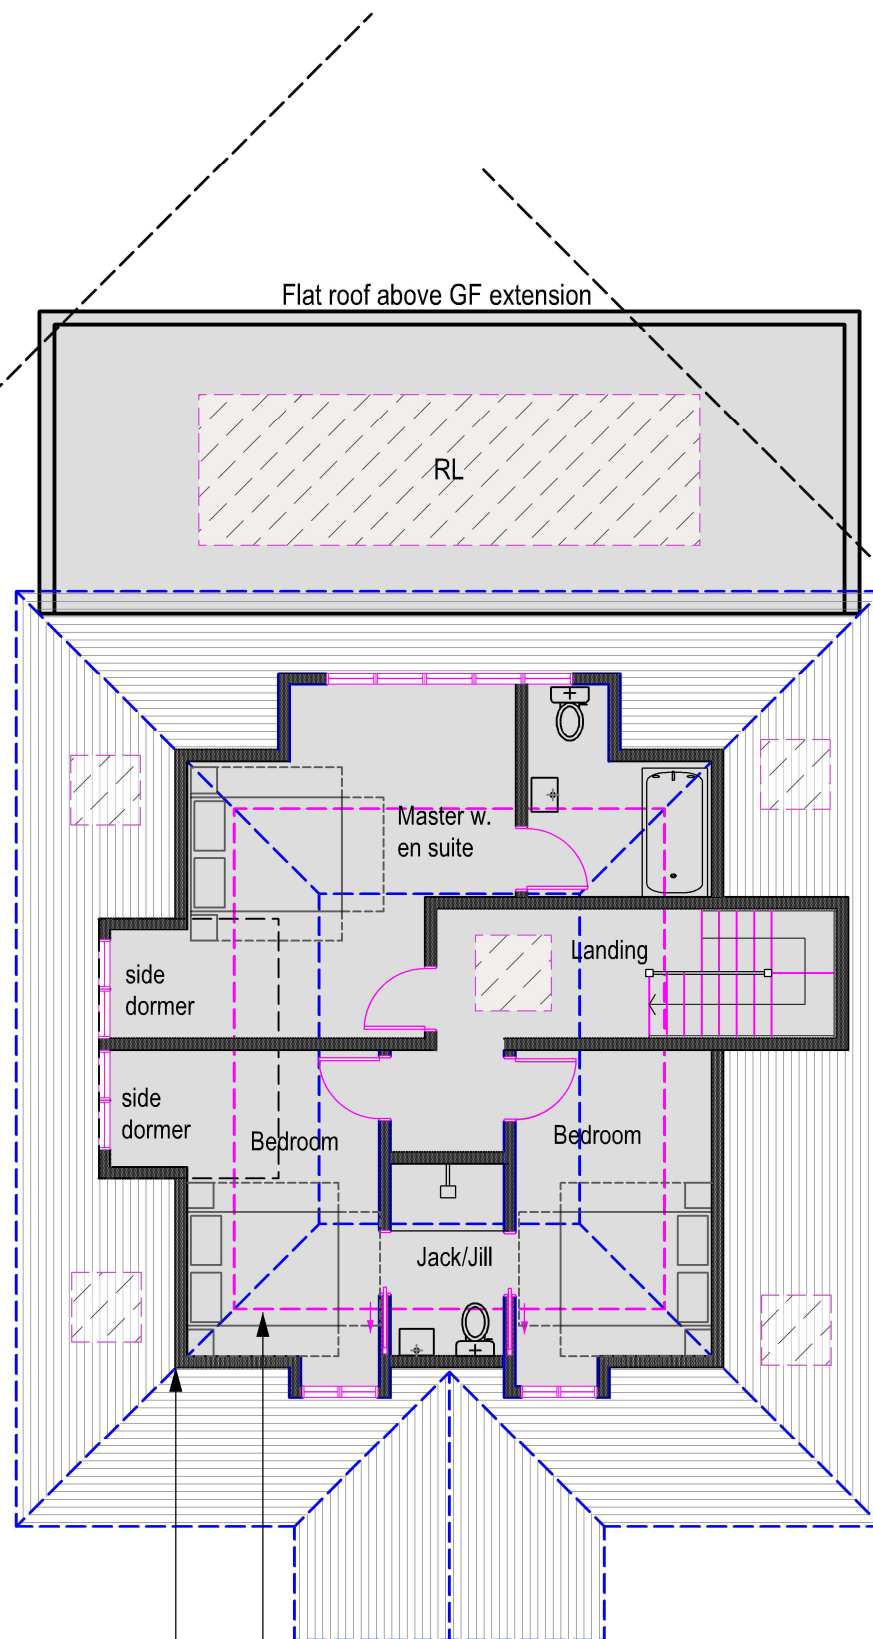 Flat roof above GF extension
RL
Master w.
en suite
Landing
side
dormer
side
dormer
Bedroom
Bedroom
Jack/Jill